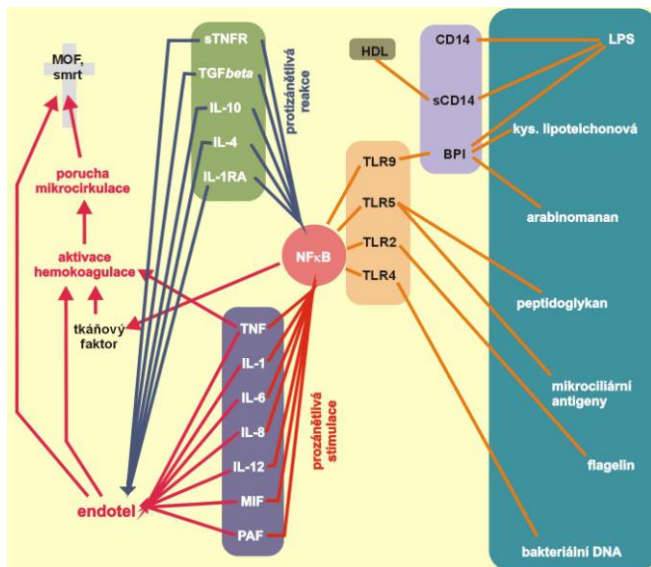 MOF,
smrt
porucha
mikrocirkulace
aktivace
hemokoagulace
tkáňový
faktor
endotel
sTNFR
TGFbeta
IL-10
IL-4
IL-1RA
protizánětlivá
reakce
NFκB
TNF
IL-1
IL-6
IL-8
IL-12
MIF
PAF
prozánětlivá
stimulace
HDL
CD14
sCD14
BPI
TLR9
TLR5
TLR2
TLR4
LPS
kys. lipoteichonová
arabinomanan
peptidoglykan
mikrociliární
antigeny
flagelin
bakteriální DNA